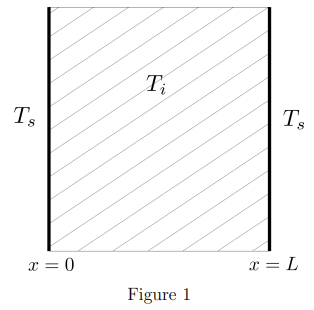 T_i
T_s T_s
x = 0 x = L
Figure 1